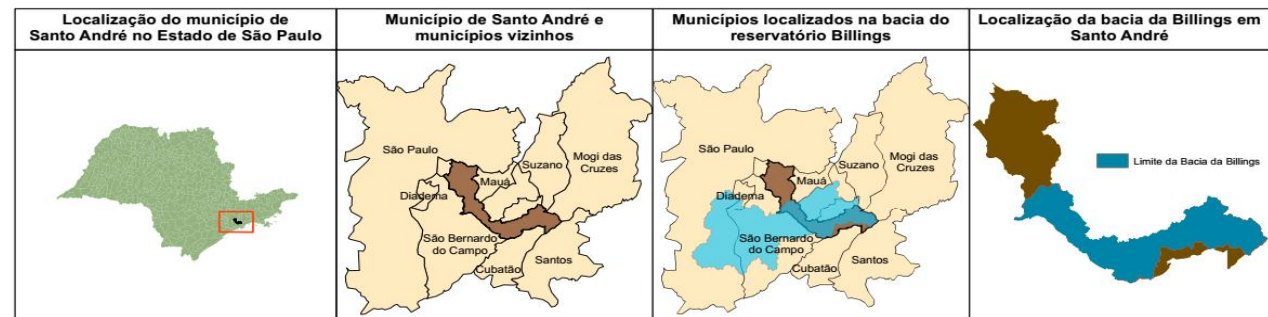 Localização do município de
Santo André no Estado de São Paulo
Município de Santo André e
municípios vizinhos
São Paulo
Suzano
Mogi das
Cruzes
Mauá
Diadema
São Bernardo
do Campo
Cubatão
Santos
Municípios localizados na bacia do
reservatório Billings
São Paulo
Suzano
Mogi das
Cruzes
Mauá
Diadema
São Bernardo
do Campo
Cubatão
Santos
Localização da bacia da Billings em
Santo André
Limite da Bacia da Billings